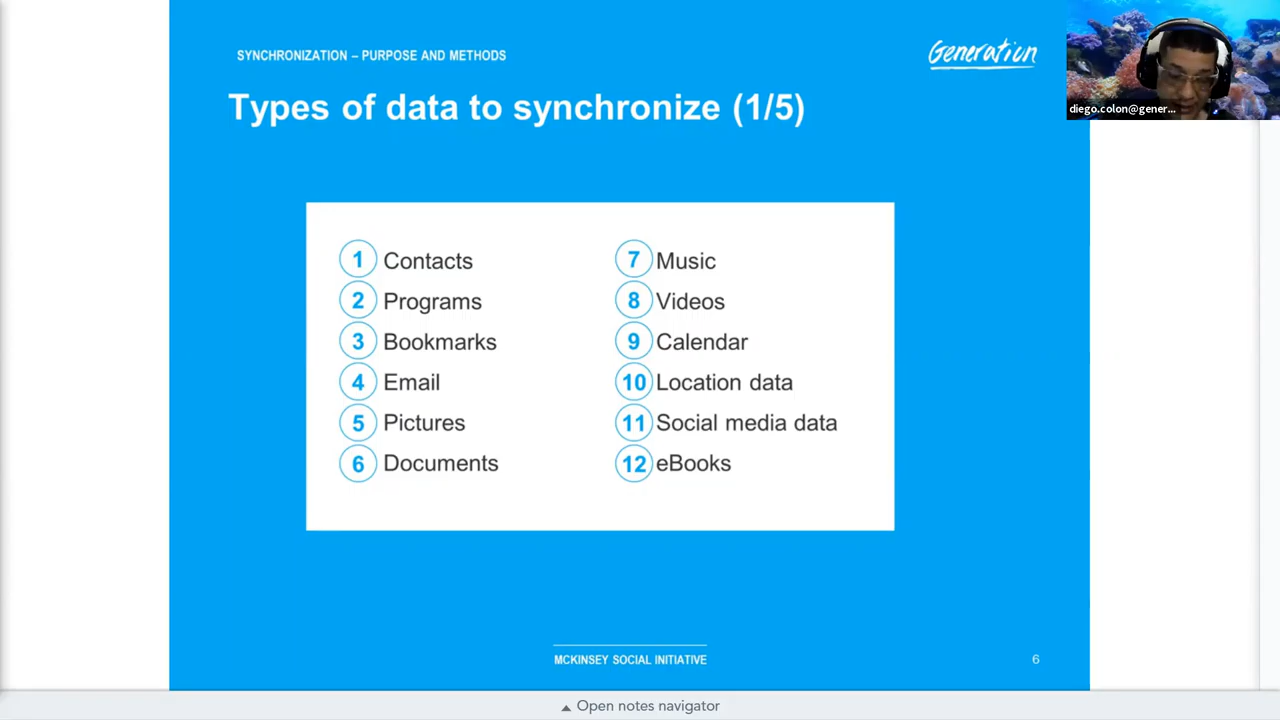 SYNCHRONIZATION – PURPOSE AND METHODS
Generation
diego.colon@gener...
Types of data to synchronize (1/5)
1 Contacts
2 Programs
3 Bookmarks
4 Email
5 Pictures
6 Documents
7 Music
8 Videos
9 Calendar
10 Location data
11 Social media data
12 eBooks
MCKINSEY SOCIAL INITIATIVE
6
Open notes navigator